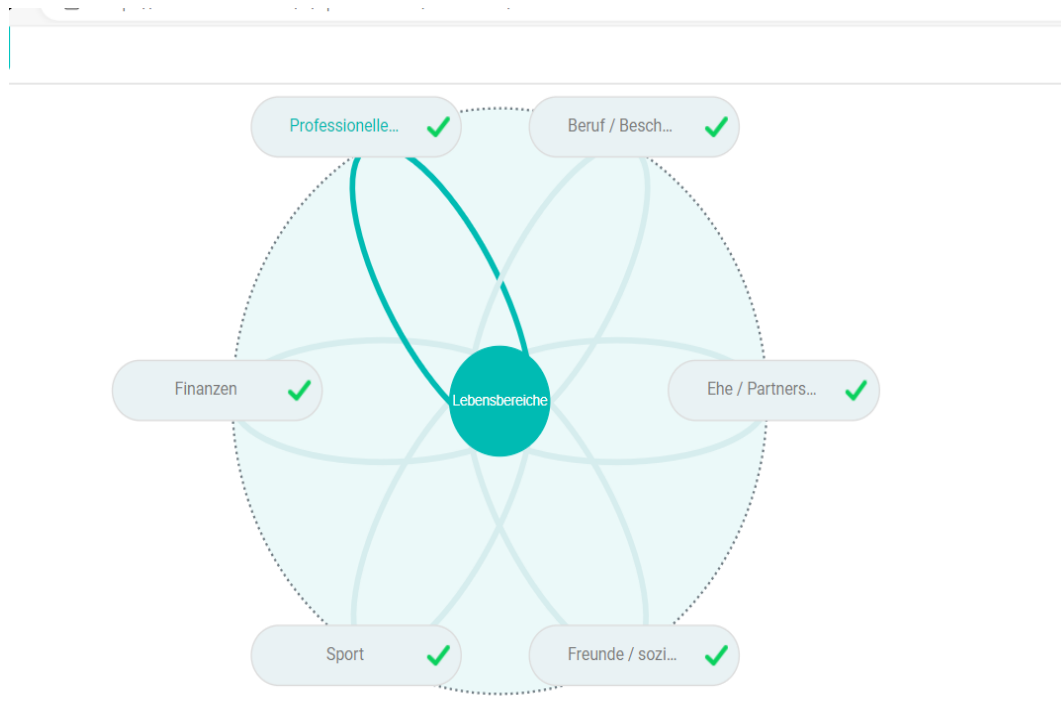 Professionelle...
Beruf / Besch...
Finanzen
Lebensbereiche
Ehe / Partners...
Sport
Freunde / sozi...